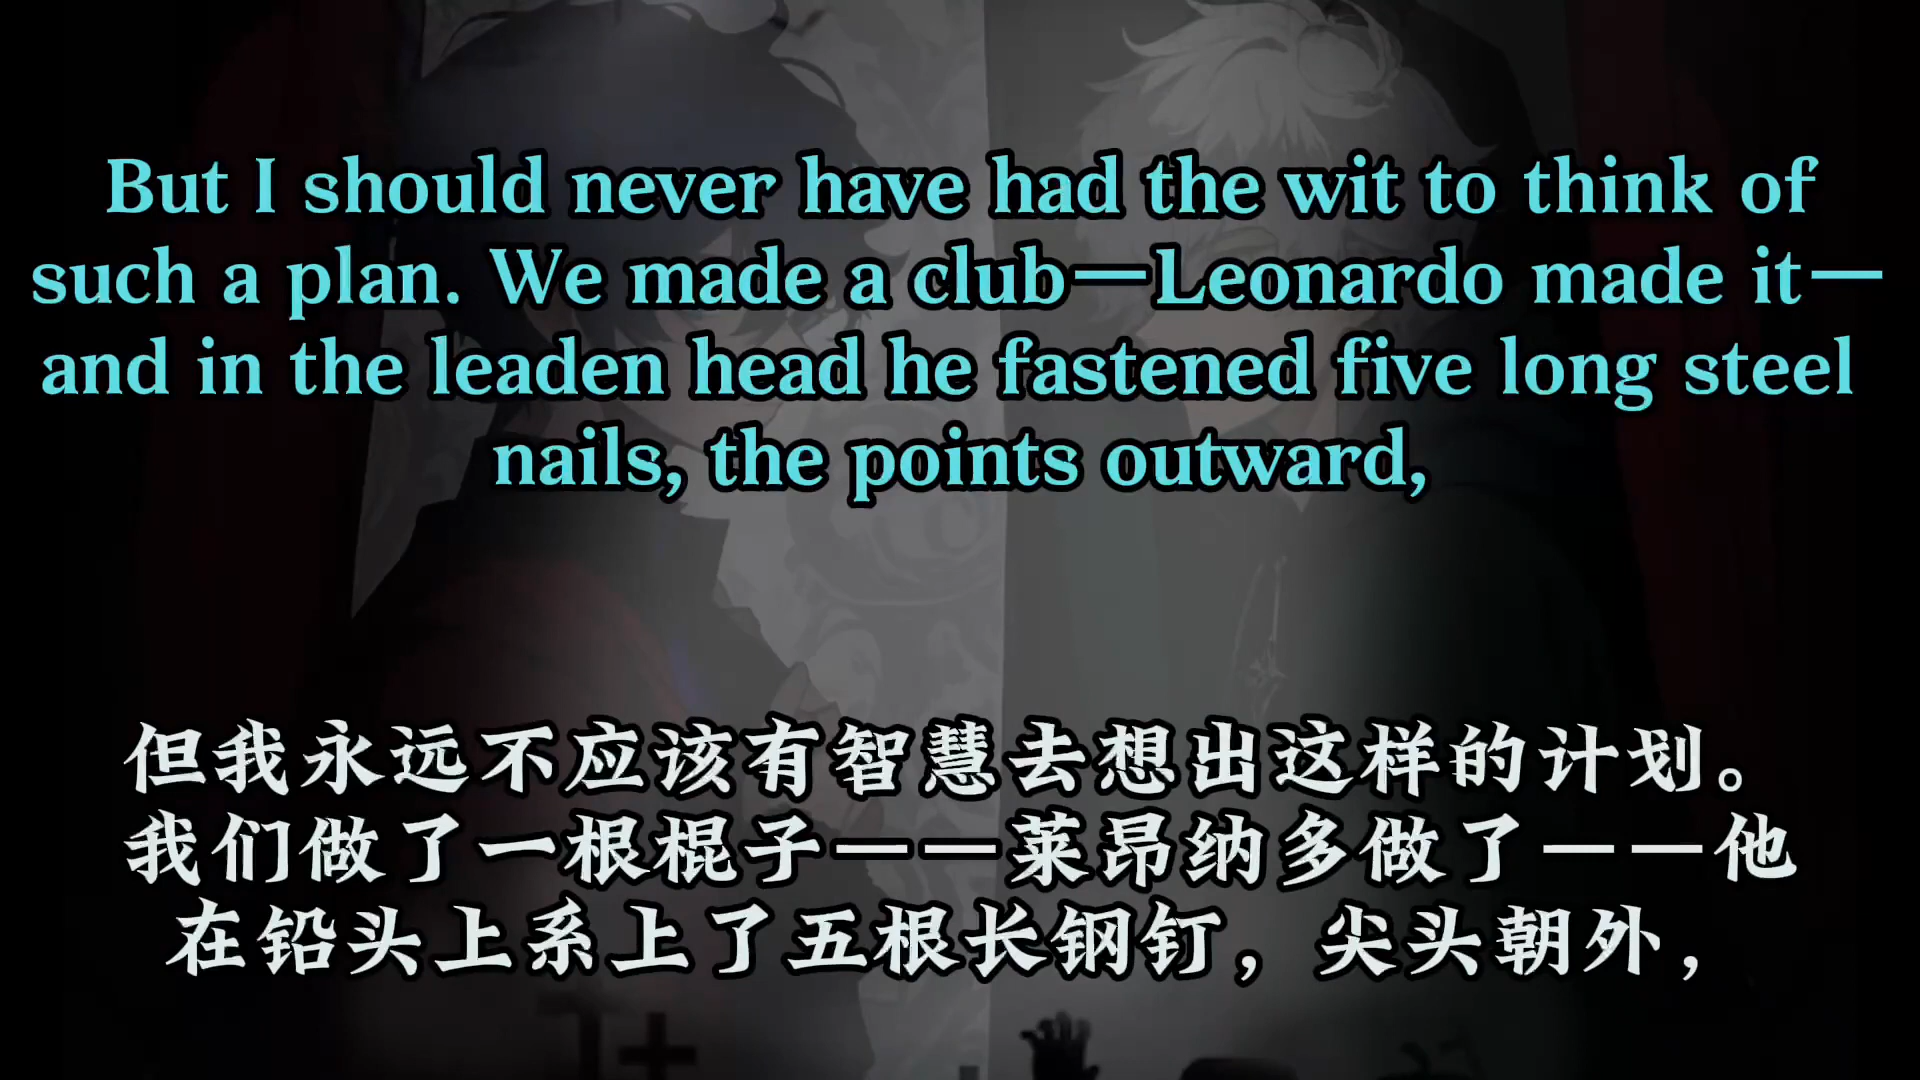 But I should never have had the wit to think of
such a plan. We made a club—Leonardo made it—
and in the leaden head he fastened five long steel
nails, the points outward,
但我永远不应该有智慧去想出这样的计划。
我们做了一根棍子——莱昂纳多做了——他
在铅头上系上了五根长钢钉，尖头朝外，